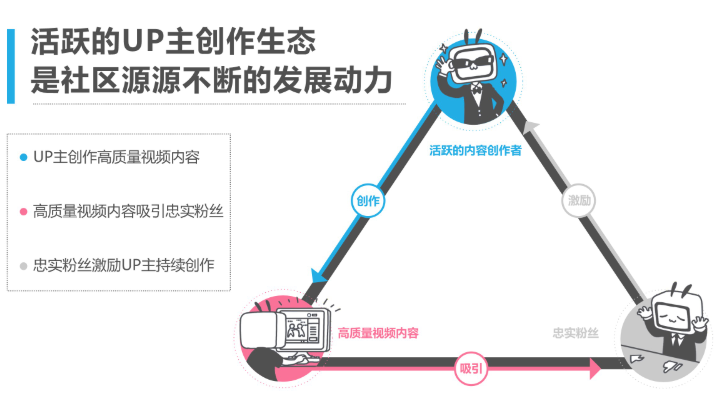 活跃的UP主创作生态
是社区源源不断的发展动力
UP主创作高质量视频内容
高质量视频内容吸引忠实粉丝
忠实粉丝激励UP主持续创作
活跃的内容创作者
创作
激励
高质量视频内容
忠实粉丝
吸引